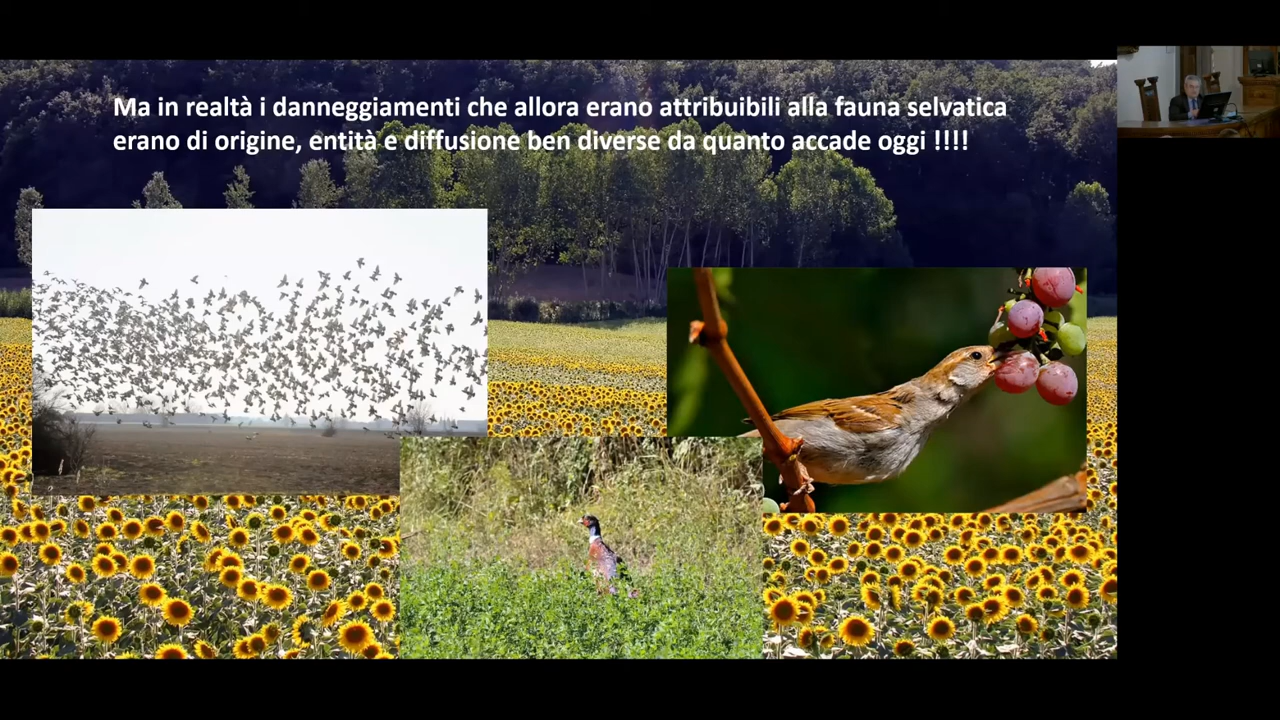 Ma in realtà i danneggiamenti che allora erano attribuibili alla fauna selvatica
erano di origine, entità e diffusione ben diverse da quanto accade oggi !!!!